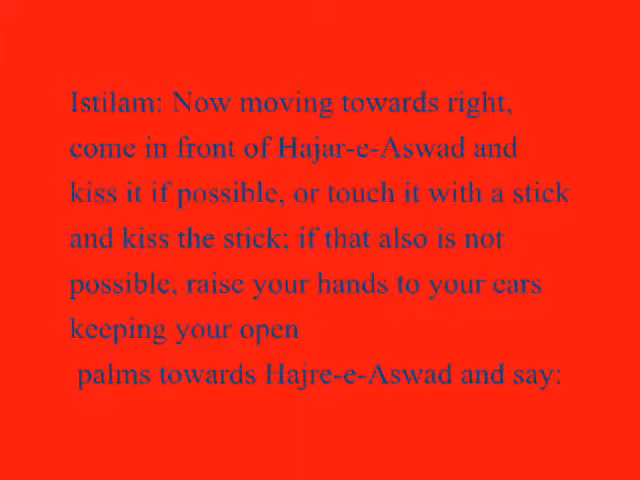 Istilam: Now moving towards right,
come in front of Hajar-e-Aswad and
kiss it if possible, or touch it with a stick
and kiss the stick; if that also is not
possible, raise your hands to your ears
keeping your open
palms towards Hajre-e-Aswad and say: